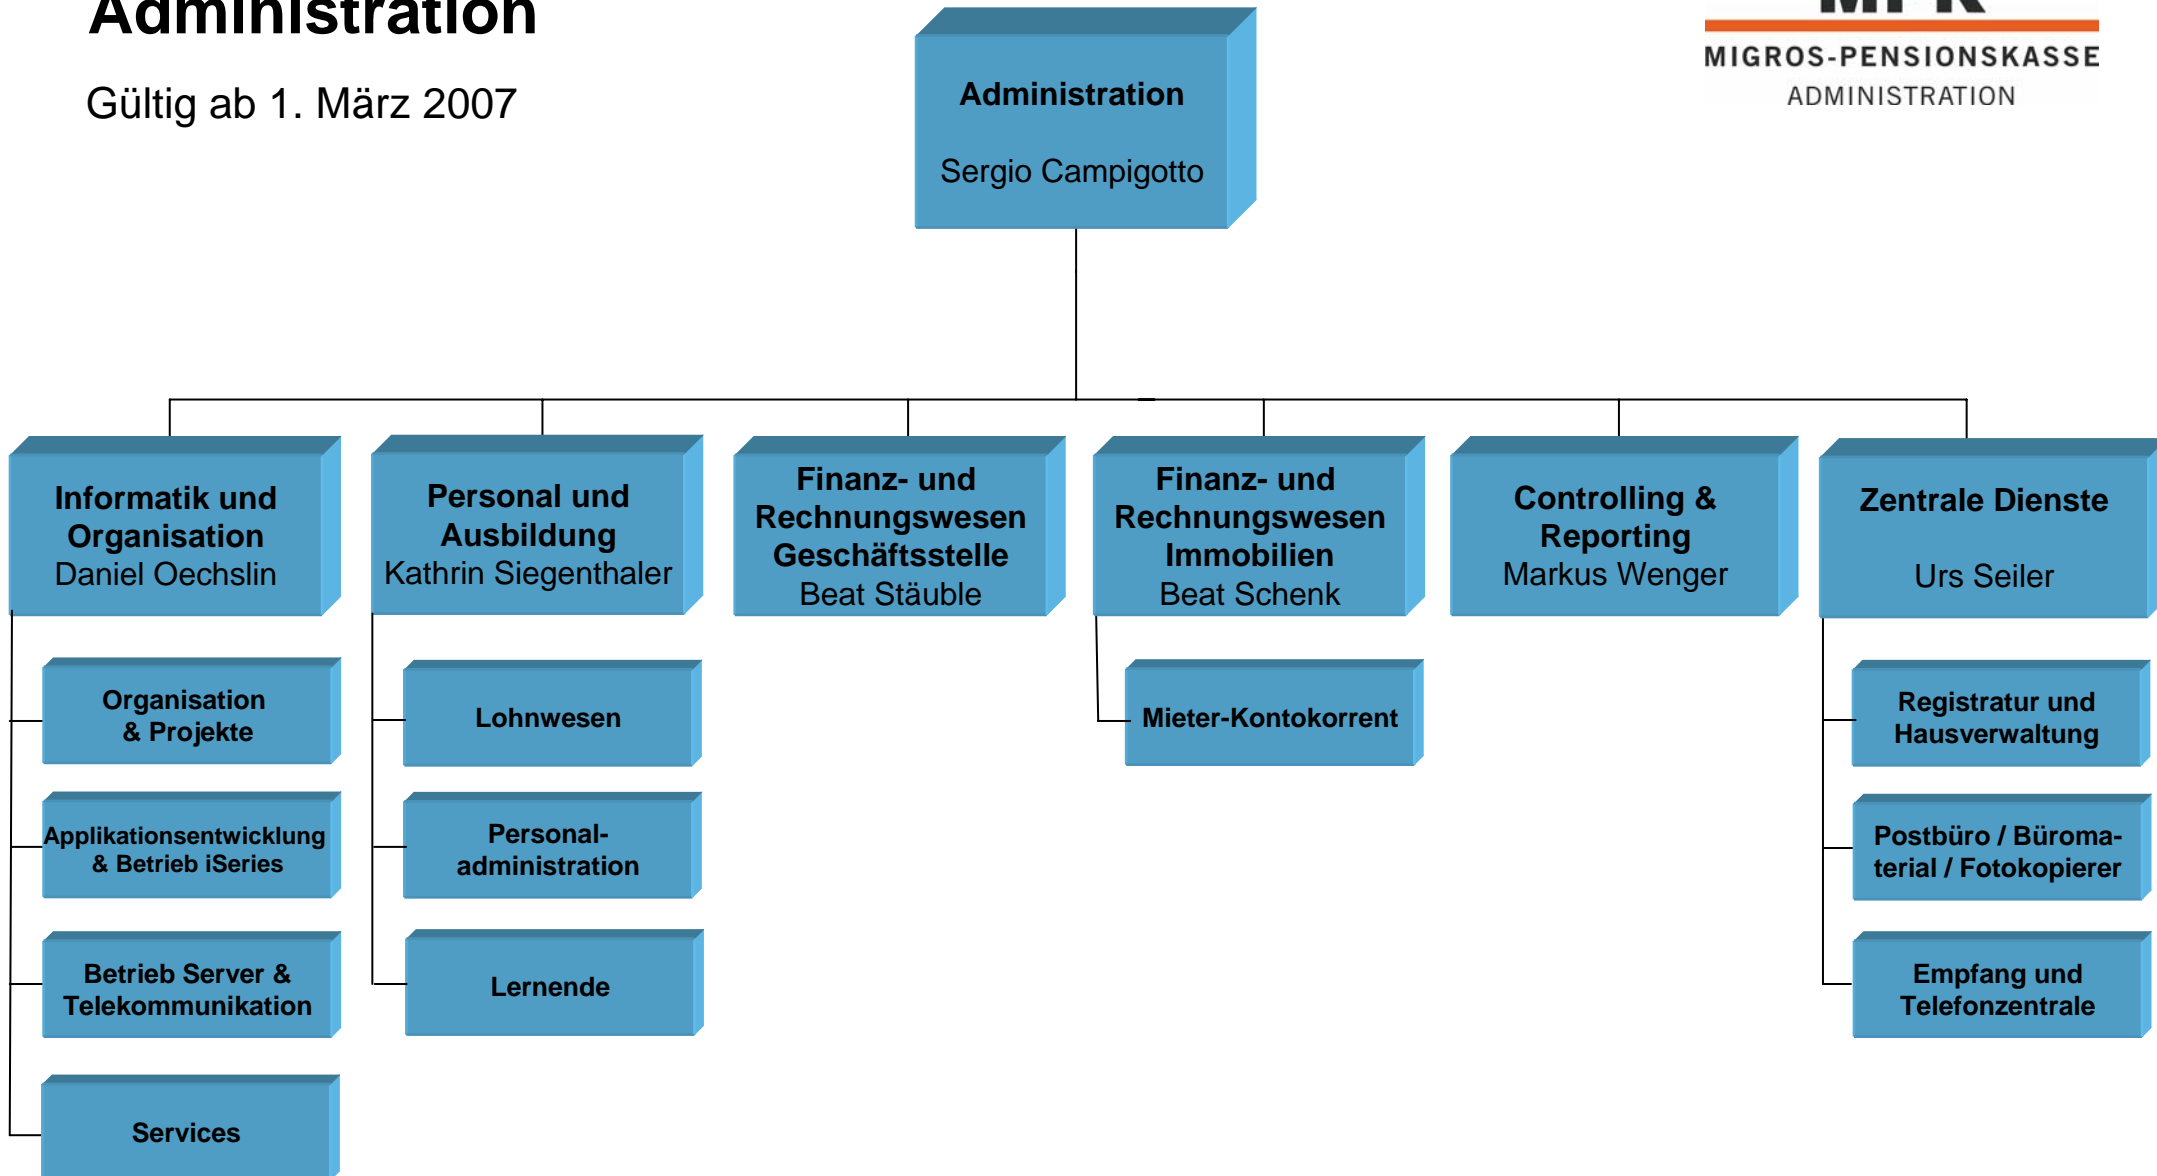 Administration
Gültig ab 1. März 2007
MPK
MIGROS-PENSIONSKASSE
ADMINISTRATION
Administration
Sergio Campigotto
Informatik und
Organisation
Daniel Oechslin
Personal und
Ausbildung
Kathrin Siegenthaler
Finanz- und
Rechnungswesen
Geschäftsstelle
Beat Stäuble
Finanz- und
Rechnungswesen
Immobilien
Beat Schenk
Controlling &
Reporting
Markus Wenger
Zentrale Dienste
Urs Seiler
Organisation
& Projekte
Applikationsentwicklung
& Betrieb iSeries
Betrieb Server &
Telekommunikation
Services
Lohnwesen
Personal-
administration
Lernende
Mieter-Kontokorrent
Registratur und
Hausverwaltung
Postbüro / Büroma-
terial / Fotokopierer
Empfang und
Telefonzentrale